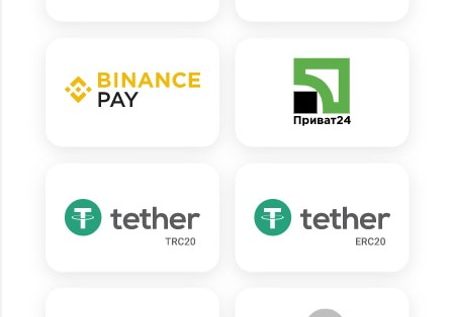 BINANCE
PAY
Приват24
tether
TRC20
tether
ERC20